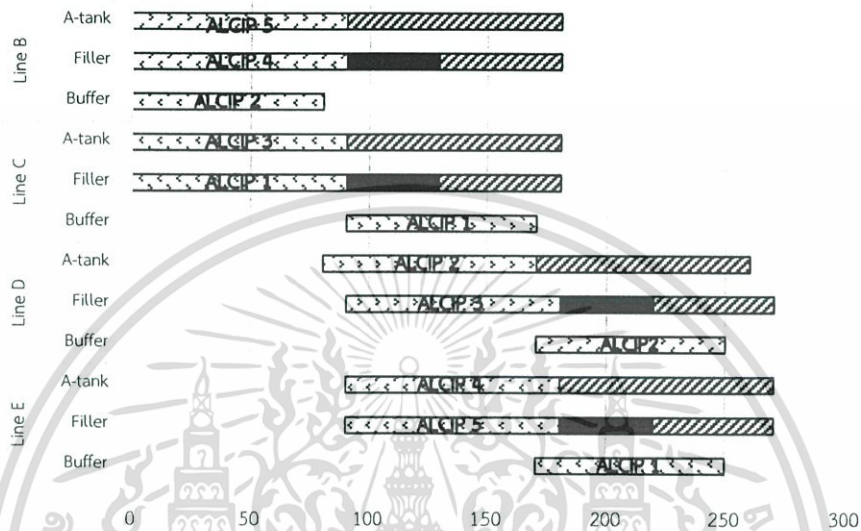 Line B
A-tank ALCIP 5
Filler ALCIP 4
Buffer ALCIP 2
Line C
A-tank ALCIP 3
Filler ALCIP 1
Buffer ALCIP 1
Line D
A-tank ALCIP 2
Filler ALCIP 3
Buffer ALCIP2
Line E
A-tank ALCIP 4
Filler ALCIP 5
Buffer ALCIP 1
0 50 100 150 200 250 300